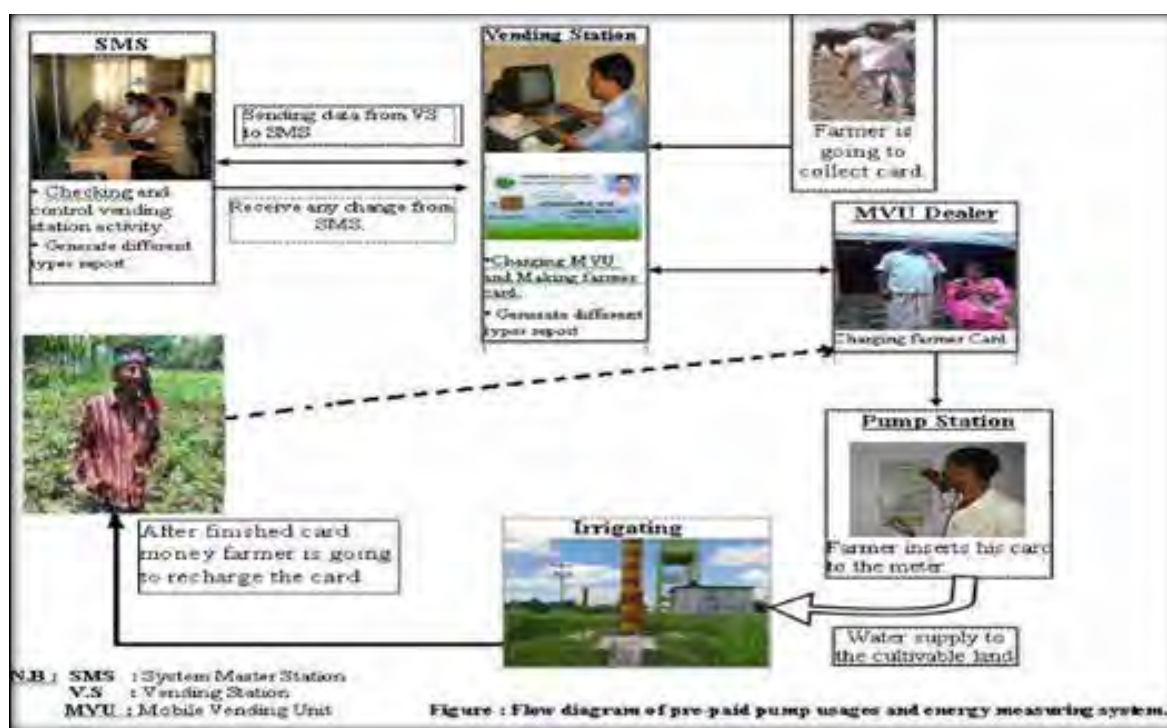 SMS
Sending data from VS
to SMS
• Checking and
control vending
station activity.
• Generate different
types report
Receive any change from
SMS.
Vending Station
•Charging MVU
and Making farmer
card.
• Generate different
types report
Farmer is
going to
collect card.
MVU Dealer
Charging farmer Card
Pump Station
Farmer inserts his card
to the meter
Water supply to
the cultivable land
Irrigating
After finished card
money farmer is going
to recharge the card
N.B : SMS : System Master Station
V.S : Vending Station
MVU : Mobile Vending Unit
Figure : Flow diagram of pre-paid pump usages and energy measuring system.